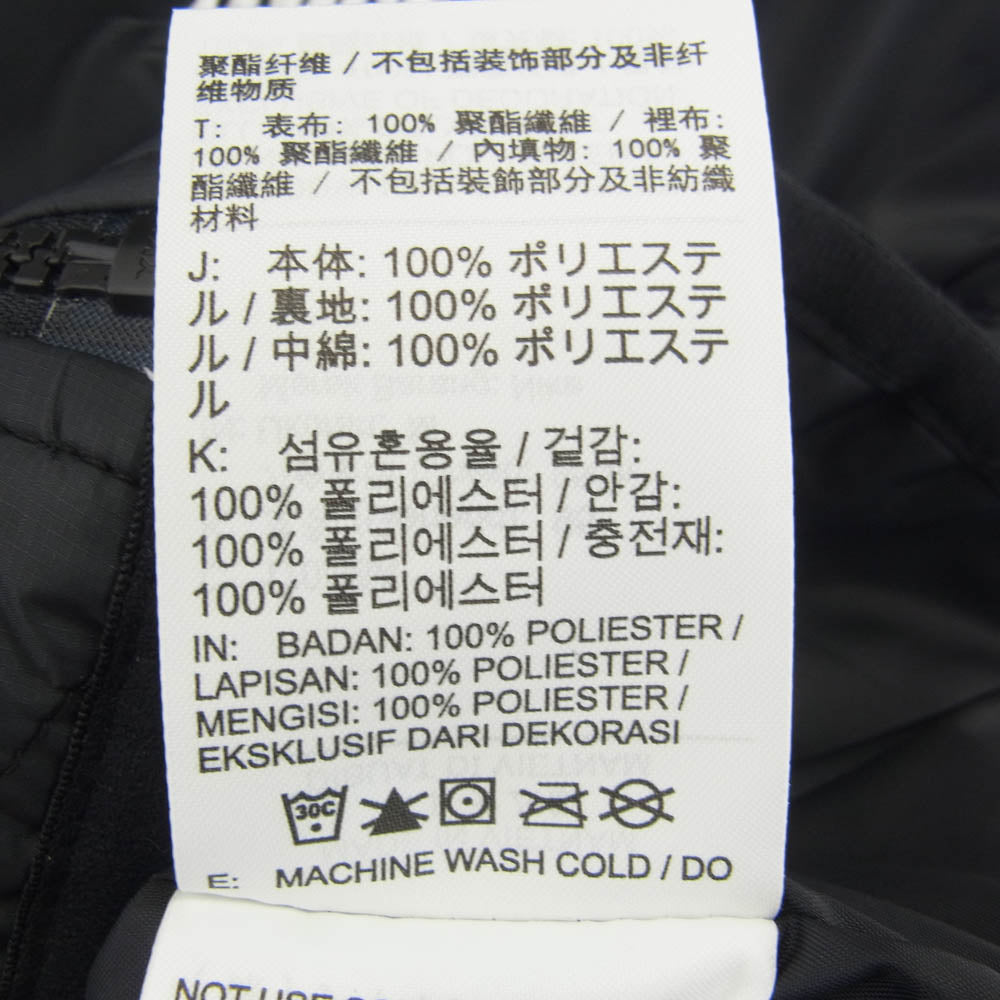 聚酯纤维 / 不包括装饰部分及非纤
维物质
T: 表布: 100% 聚酯纖維 / 裡布:
100% 聚酯纖維 / 內填物: 100% 聚
酯纖維 / 不包括裝飾部分及非紡織
材料
J: 本体: 100% ポリエステ
ル / 裏地: 100% ポリエステ
ル / 中綿: 100% ポリエステ
ル
K: 섬유혼용율 / 겉감:
100% 폴리에스터 / 안감:
100% 폴리에스터 / 충전재:
100% 폴리에스터
IN: BADAN: 100% POLIESTER /
LAPISAN: 100% POLIESTER /
MENGISI: 100% POLIESTER /
EKSKLUSIF DARI DEKORASI
30C
E: MACHINE WASH COLD / DO
NOT USE